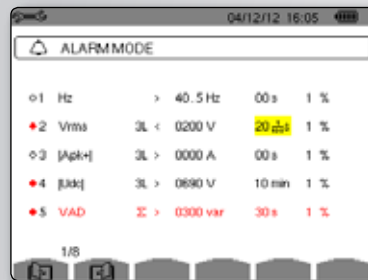 04/12/12 16:05
ALARM MODE
1 Hz > 40.5 Hz 00 s 1 %
2 Vrms 3L < 0200 V 20 s 1 %
3 |Apk+| 3L > 0000 A 00 s 1 %
4 |Udc| 3L > 0690 V 10 min 1 %
5 VAD Σ > 0300 var 30 s 1 %
1/8